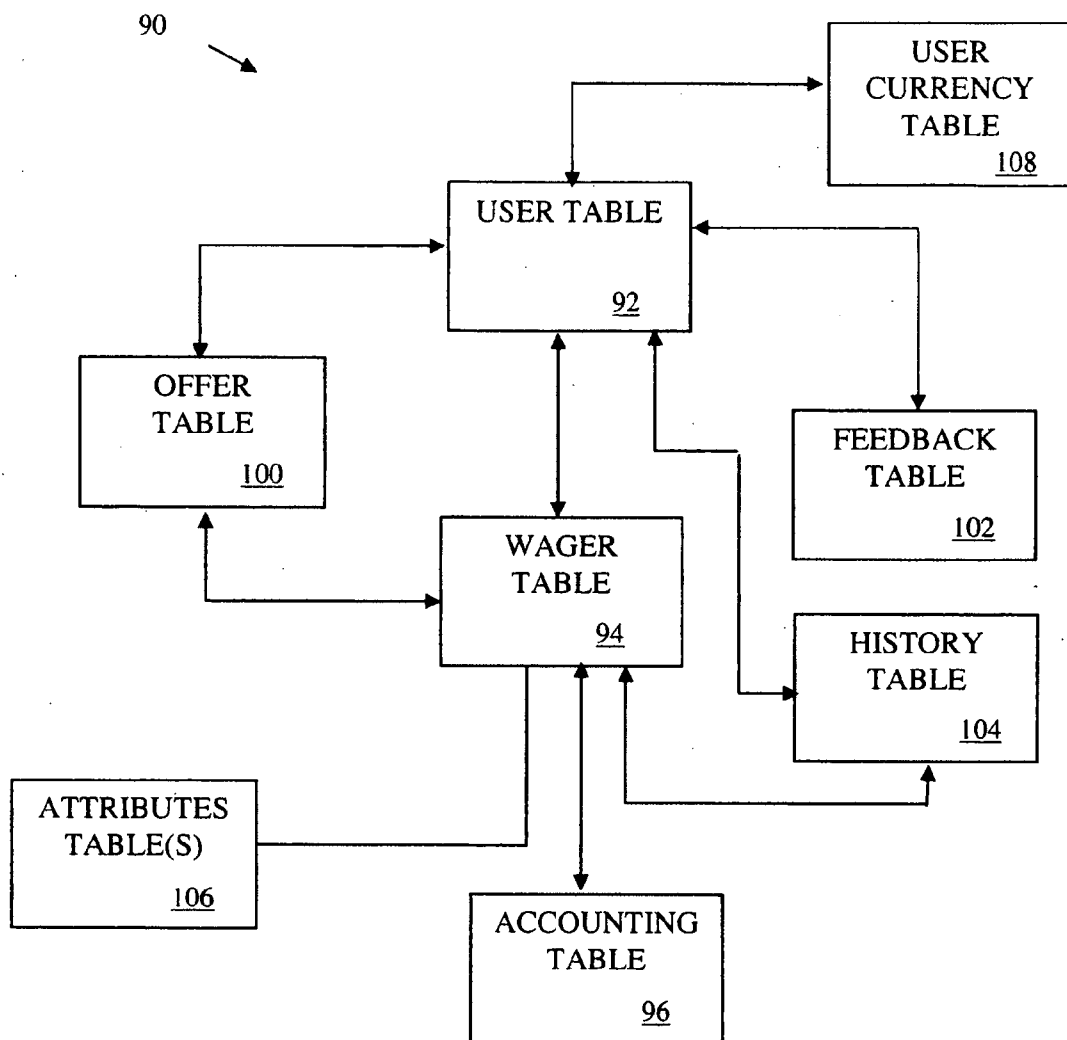 90
USER
CURRENCY
TABLE
108
USER TABLE
92
OFFER
TABLE
100
FEEDBACK
TABLE
102
WAGER
TABLE
94
HISTORY
TABLE
104
ATTRIBUTES
TABLE(S)
106
ACCOUNTING
TABLE
96